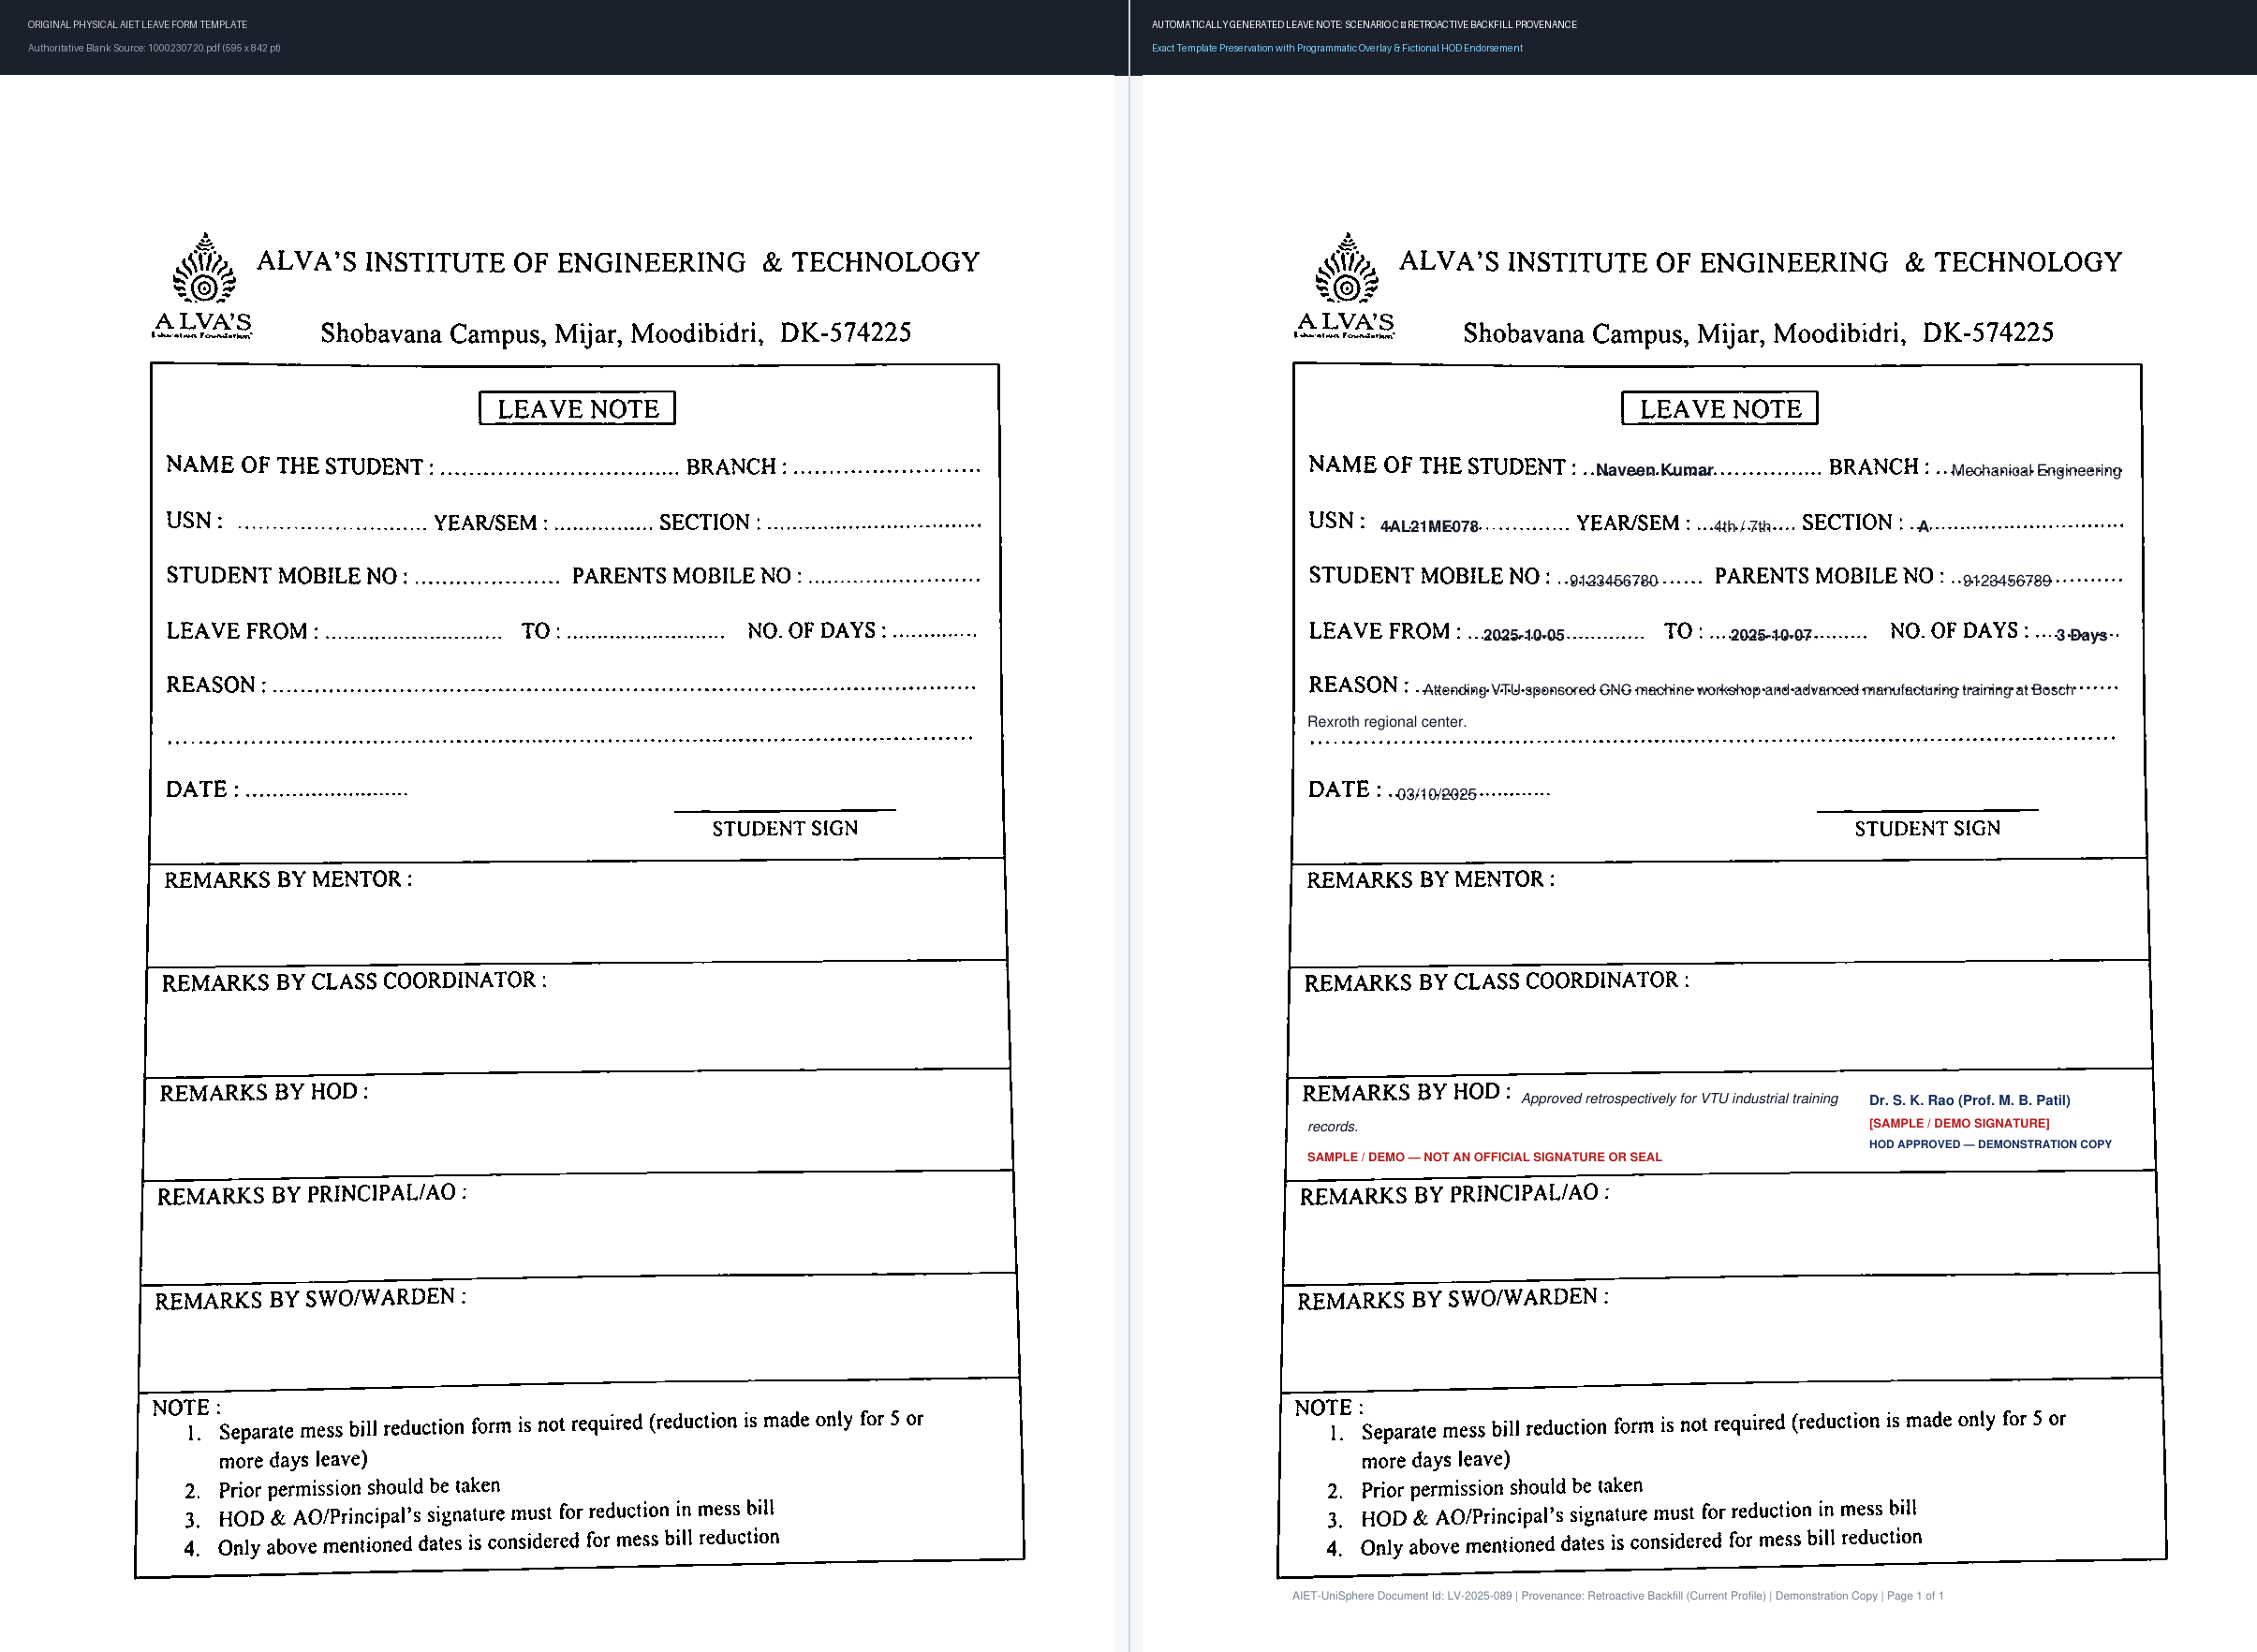 ORIGINAL PHYSICAL AIET LEAVE FORM TEMPLATE
Authoritative Blank Source: 1000230720.pdf (595 x 842 pt)
ALVA'S INSTITUTE OF ENGINEERING & TECHNOLOGY
ALVA'S
Education Foundation
Shobavana Campus, Mijar, Moodibidri, DK-574225
LEAVE NOTE
NAME OF THE STUDENT : .................................... BRANCH : ............................
USN : ............................ YEAR/SEM : ............... SECTION : ................................
STUDENT MOBILE NO : ...................... PARENTS MOBILE NO : ..........................
LEAVE FROM : .......................... TO : ........................ NO. OF DAYS : .............
REASON : ..........................................................................................................
........................................................................................................................
DATE : .........................
STUDENT SIGN
REMARKS BY MENTOR :
REMARKS BY CLASS COORDINATOR :
REMARKS BY HOD :
REMARKS BY PRINCIPAL/AO :
REMARKS BY SWO/WARDEN :
NOTE :
1. Separate mess bill reduction form is not required (reduction is made only for 5 or
more days leave)
2. Prior permission should be taken
3. HOD & AO/Principal's signature must for reduction in mess bill
4. Only above mentioned dates is considered for mess bill reduction
AUTOMATICALLY GENERATED LEAVE NOTE: SCENARIO C RETROACTIVE BACKFILL PROVENANCE
Exact Template Preservation with Programmatic Overlay & Fictional HOD Endorsement
ALVA'S INSTITUTE OF ENGINEERING & TECHNOLOGY
ALVA'S
Education Foundation
Shobavana Campus, Mijar, Moodibidri, DK-574225
LEAVE NOTE
NAME OF THE STUDENT : ..Naveen Kumar................ BRANCH : ..Mechanical Engineering
USN : 4AL21ME078.............. YEAR/SEM : ...4th / 7th.... SECTION : ..A.............................
STUDENT MOBILE NO : ..9123456780...... PARENTS MOBILE NO : ..9123456789..........
LEAVE FROM : ...2025-10-05............ TO : ....2025-10-07......... NO. OF DAYS : ....3 Days..
REASON : ..Attending VTU sponsored CNC machine workshop and advanced manufacturing training at Bosch......
Rexroth regional center.
........................................................................................................................
DATE : ..03/10/2025............
STUDENT SIGN
REMARKS BY MENTOR :
REMARKS BY CLASS COORDINATOR :
REMARKS BY HOD : Approved retrospectively for VTU industrial training
records.
SAMPLE / DEMO — NOT AN OFFICIAL SIGNATURE OR SEAL
Dr. S. K. Rao (Prof. M. B. Patil)
[SAMPLE / DEMO SIGNATURE]
HOD APPROVED — DEMONSTRATION COPY
REMARKS BY PRINCIPAL/AO :
REMARKS BY SWO/WARDEN :
NOTE :
1. Separate mess bill reduction form is not required (reduction is made only for 5 or
more days leave)
2. Prior permission should be taken
3. HOD & AO/Principal's signature must for reduction in mess bill
4. Only above mentioned dates is considered for mess bill reduction
AIET-UniSphere Document Id: LV-2025-089 | Provenance: Retroactive Backfill (Current Profile) | Demonstration Copy | Page 1 of 1